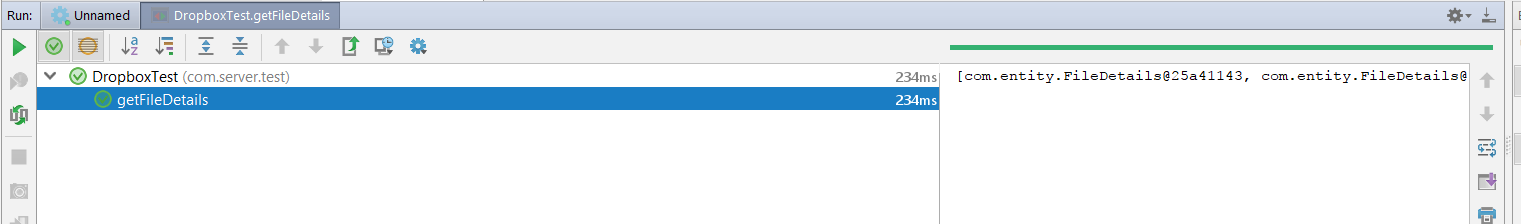 Run: Unnamed DropboxTest.getFileDetails
DropboxTest (com.server.test) 234ms [com.entity.FileDetails@25a41143, com.entity.FileDetails@
getFileDetails 234ms